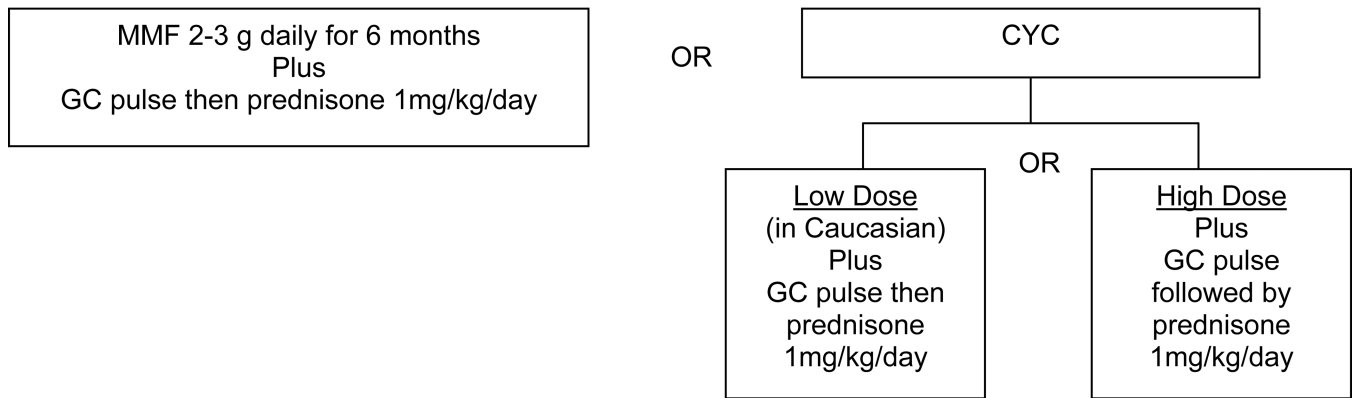 MMF 2-3 g daily for 6 months
Plus
GC pulse then prednisone 1mg/kg/day
OR
CYC
OR
Low Dose
(in Caucasian)
Plus
GC pulse then
prednisone
1mg/kg/day
High Dose
Plus
GC pulse
followed by
prednisone
1mg/kg/day